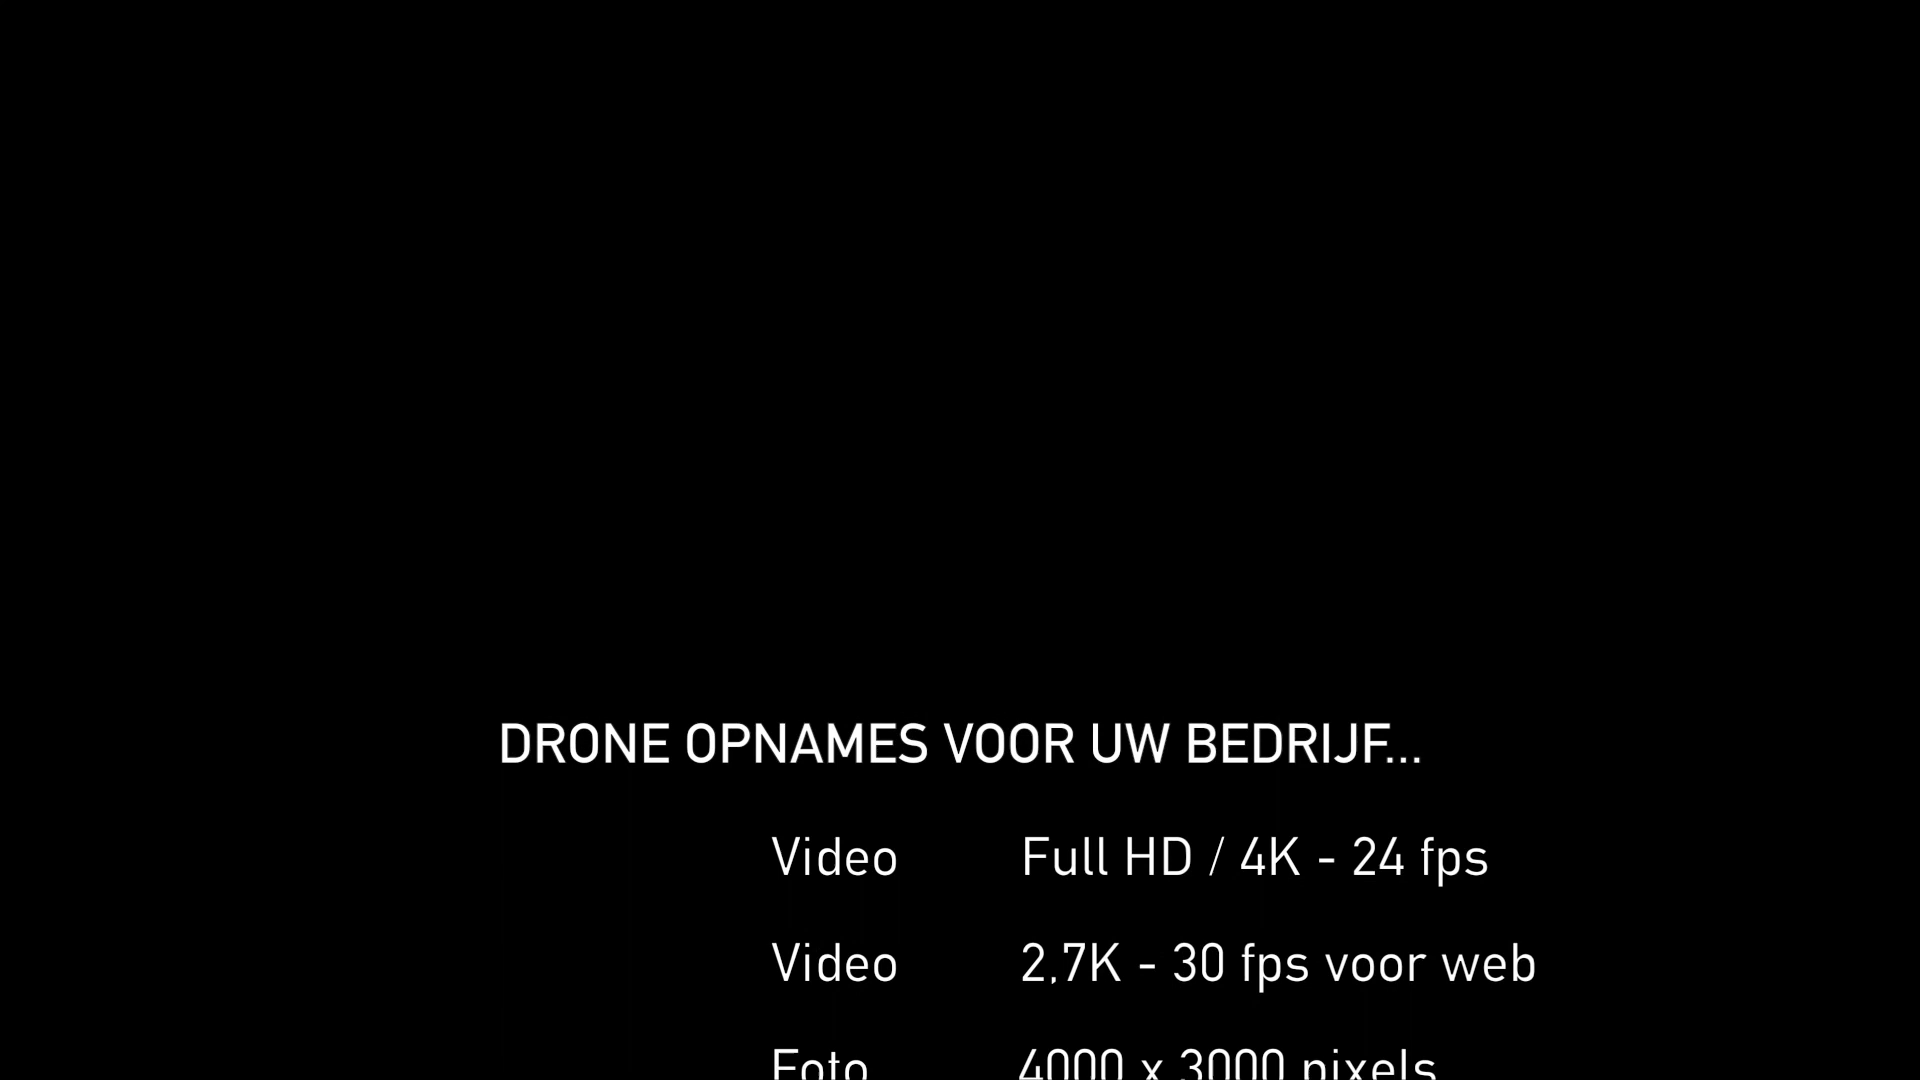 DRONE OPNAMES VOOR UW BEDRIJF...
Video Full HD / 4K - 24 fps
Video 2,7K - 30 fps voor web
Foto 4000 x 3000 pixels